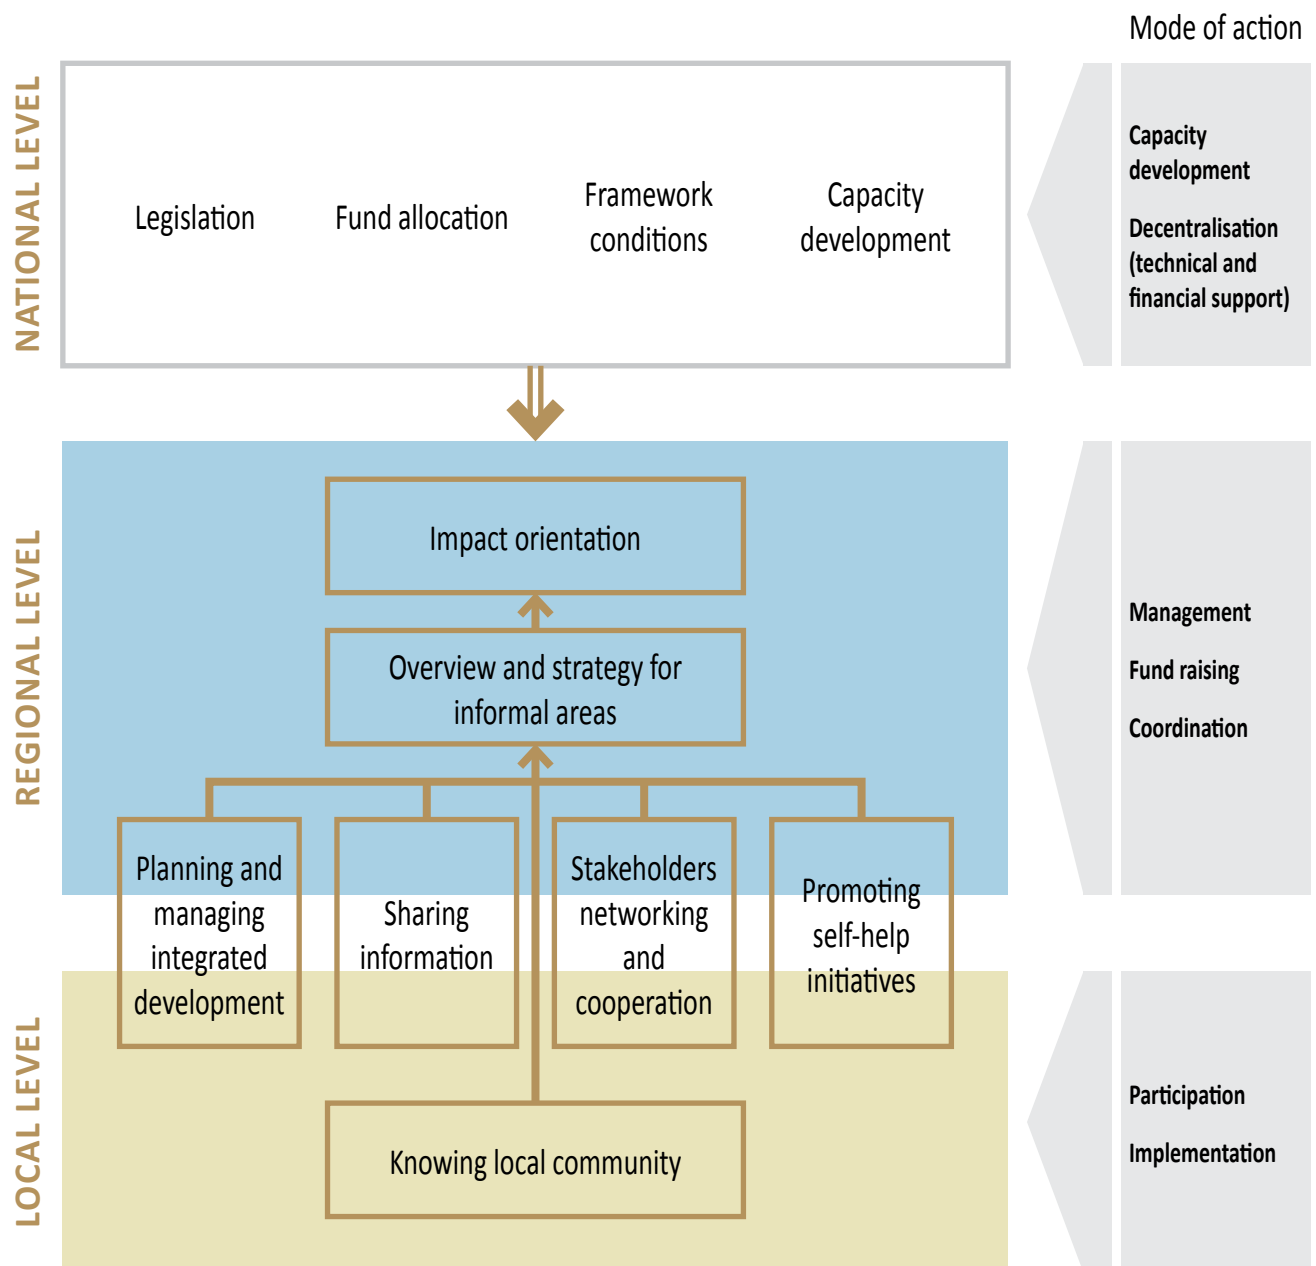 Mode of action
NATIONAL LEVEL
Legislation
Fund allocation
Framework
conditions
Capacity
development
Capacity
development
Decentralisation
(technical and
financial support)
REGIONAL LEVEL
Impact orientation
Overview and strategy for
informal areas
Management
Fund raising
Coordination
Planning and
managing
integrated
development
Sharing
information
Stakeholders
networking
and
cooperation
Promoting
self-help
initiatives
LOCAL LEVEL
Knowing local community
Participation
Implementation